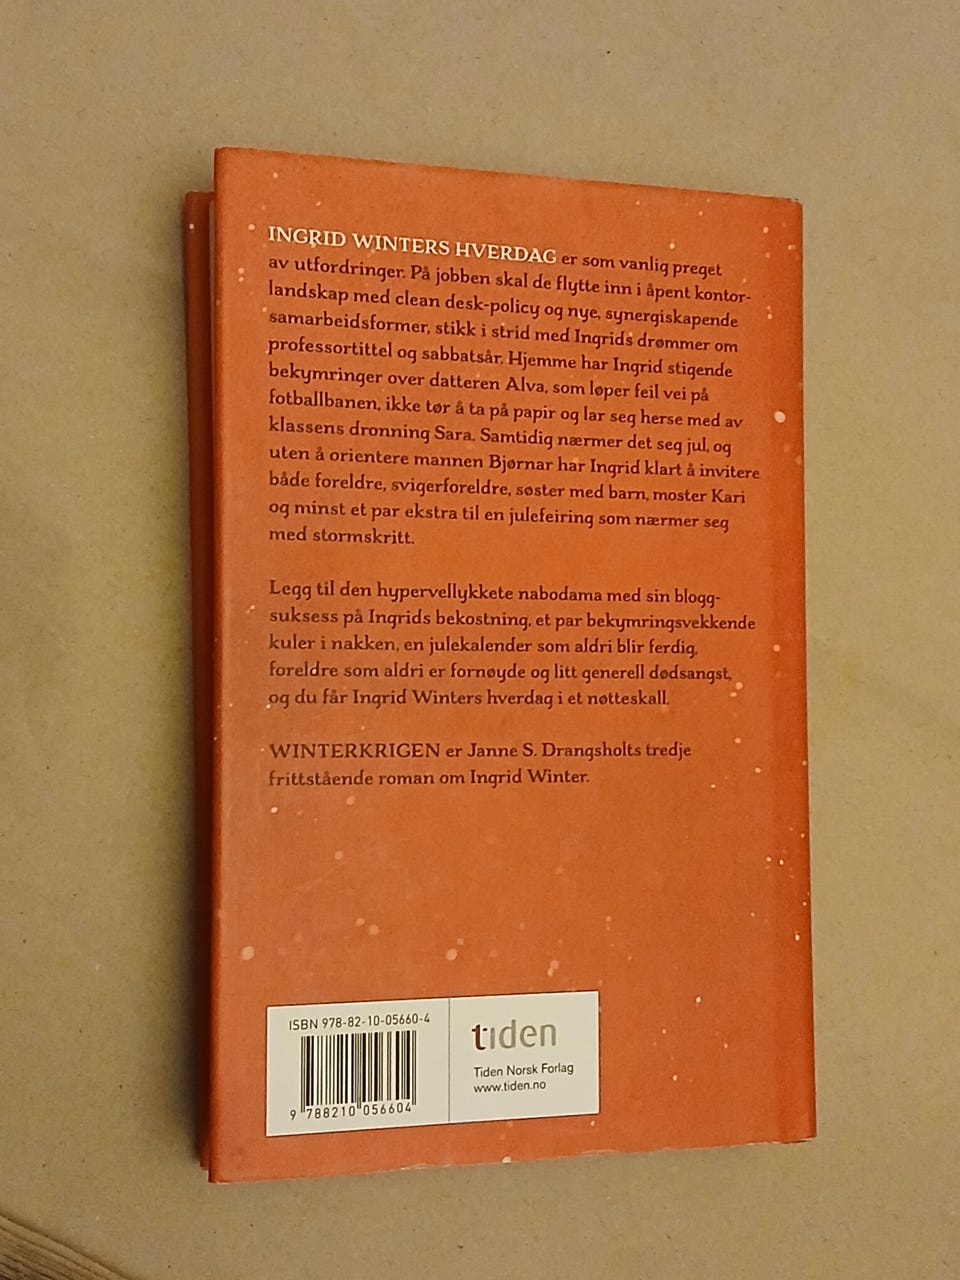 INGRID WINTERS HVERDAG er som vanlig preget
av utfordringer. På jobben skal de flytte inn i åpent kontor-
landskap med clean desk-policy og nye, synergiskapende
samarbeidsformer, stikk i strid med Ingrids drømmer om
professortittel og sabbatsår. Hjemme har Ingrid stigende
bekymringer over datteren Alva, som løper feil vei på
fotballbanen, ikke tør å ta på papir og lar seg herse med av
klassens dronning Sara. Samtidig nærmer det seg jul, og
uten å orientere mannen Bjørnar har Ingrid klart å invitere
både foreldre, svigerforeldre, søster med barn, moster Kari
og minst et par ekstra til en julefeiring som nærmer seg
med stormskritt.
Legg til den hypervellykkete nabodama med sin blogg-
suksess på Ingrids bekostning, et par bekymringsvekkende
kuler i nakken, en julekalender som aldri blir ferdig,
foreldre som aldri er fornøyde og litt generell dødsangst,
og du får Ingrid Winters hverdag i et nøtteskall.
WINTERKRIGEN er Janne S. Drangsholts tredje
frittstående roman om Ingrid Winter.
ISBN 978-82-10-05660-4
9 788210 056604
tiden
Tiden Norsk Forlag
www.tiden.no